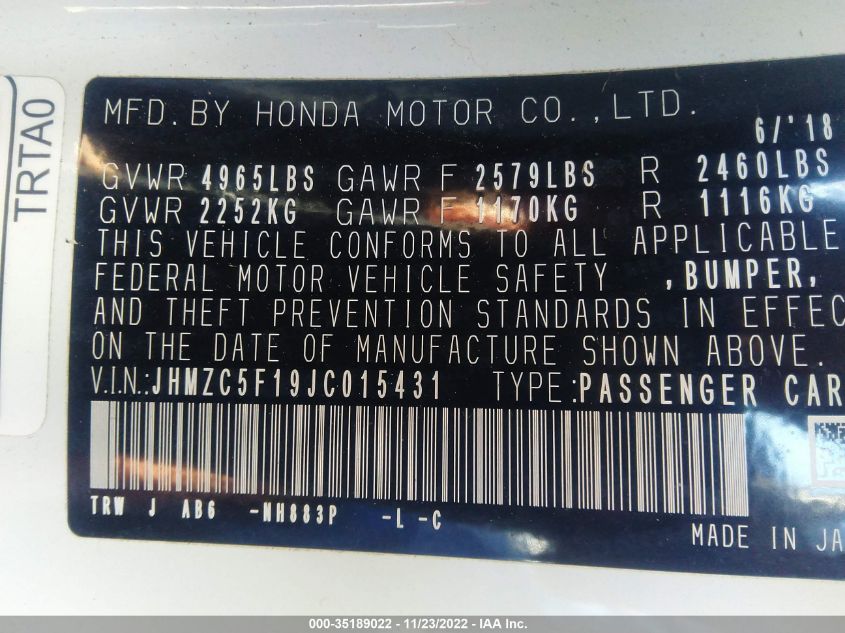 TRTA0
MFD. BY HONDA MOTOR CO., LTD.
6/'18
GVWR 4965LBS GAWR F 2579LBS R 2460LBS
GVWR 2252KG GAWR F 1170KG R 1116KG
THIS VEHICLE CONFORMS TO ALL APPLICABLE
FEDERAL MOTOR VEHICLE SAFETY , BUMPER,
AND THEFT PREVENTION STANDARDS IN EFFEC
ON THE DATE OF MANUFACTURE SHOWN ABOVE.
V.I.N.: JHMZC5F19JC015431 TYPE: PASSENGER CAR
TRW J AB6 -NH883P -L -C
MADE IN JA
000-35189022 - 11/23/2022 - IAA Inc.